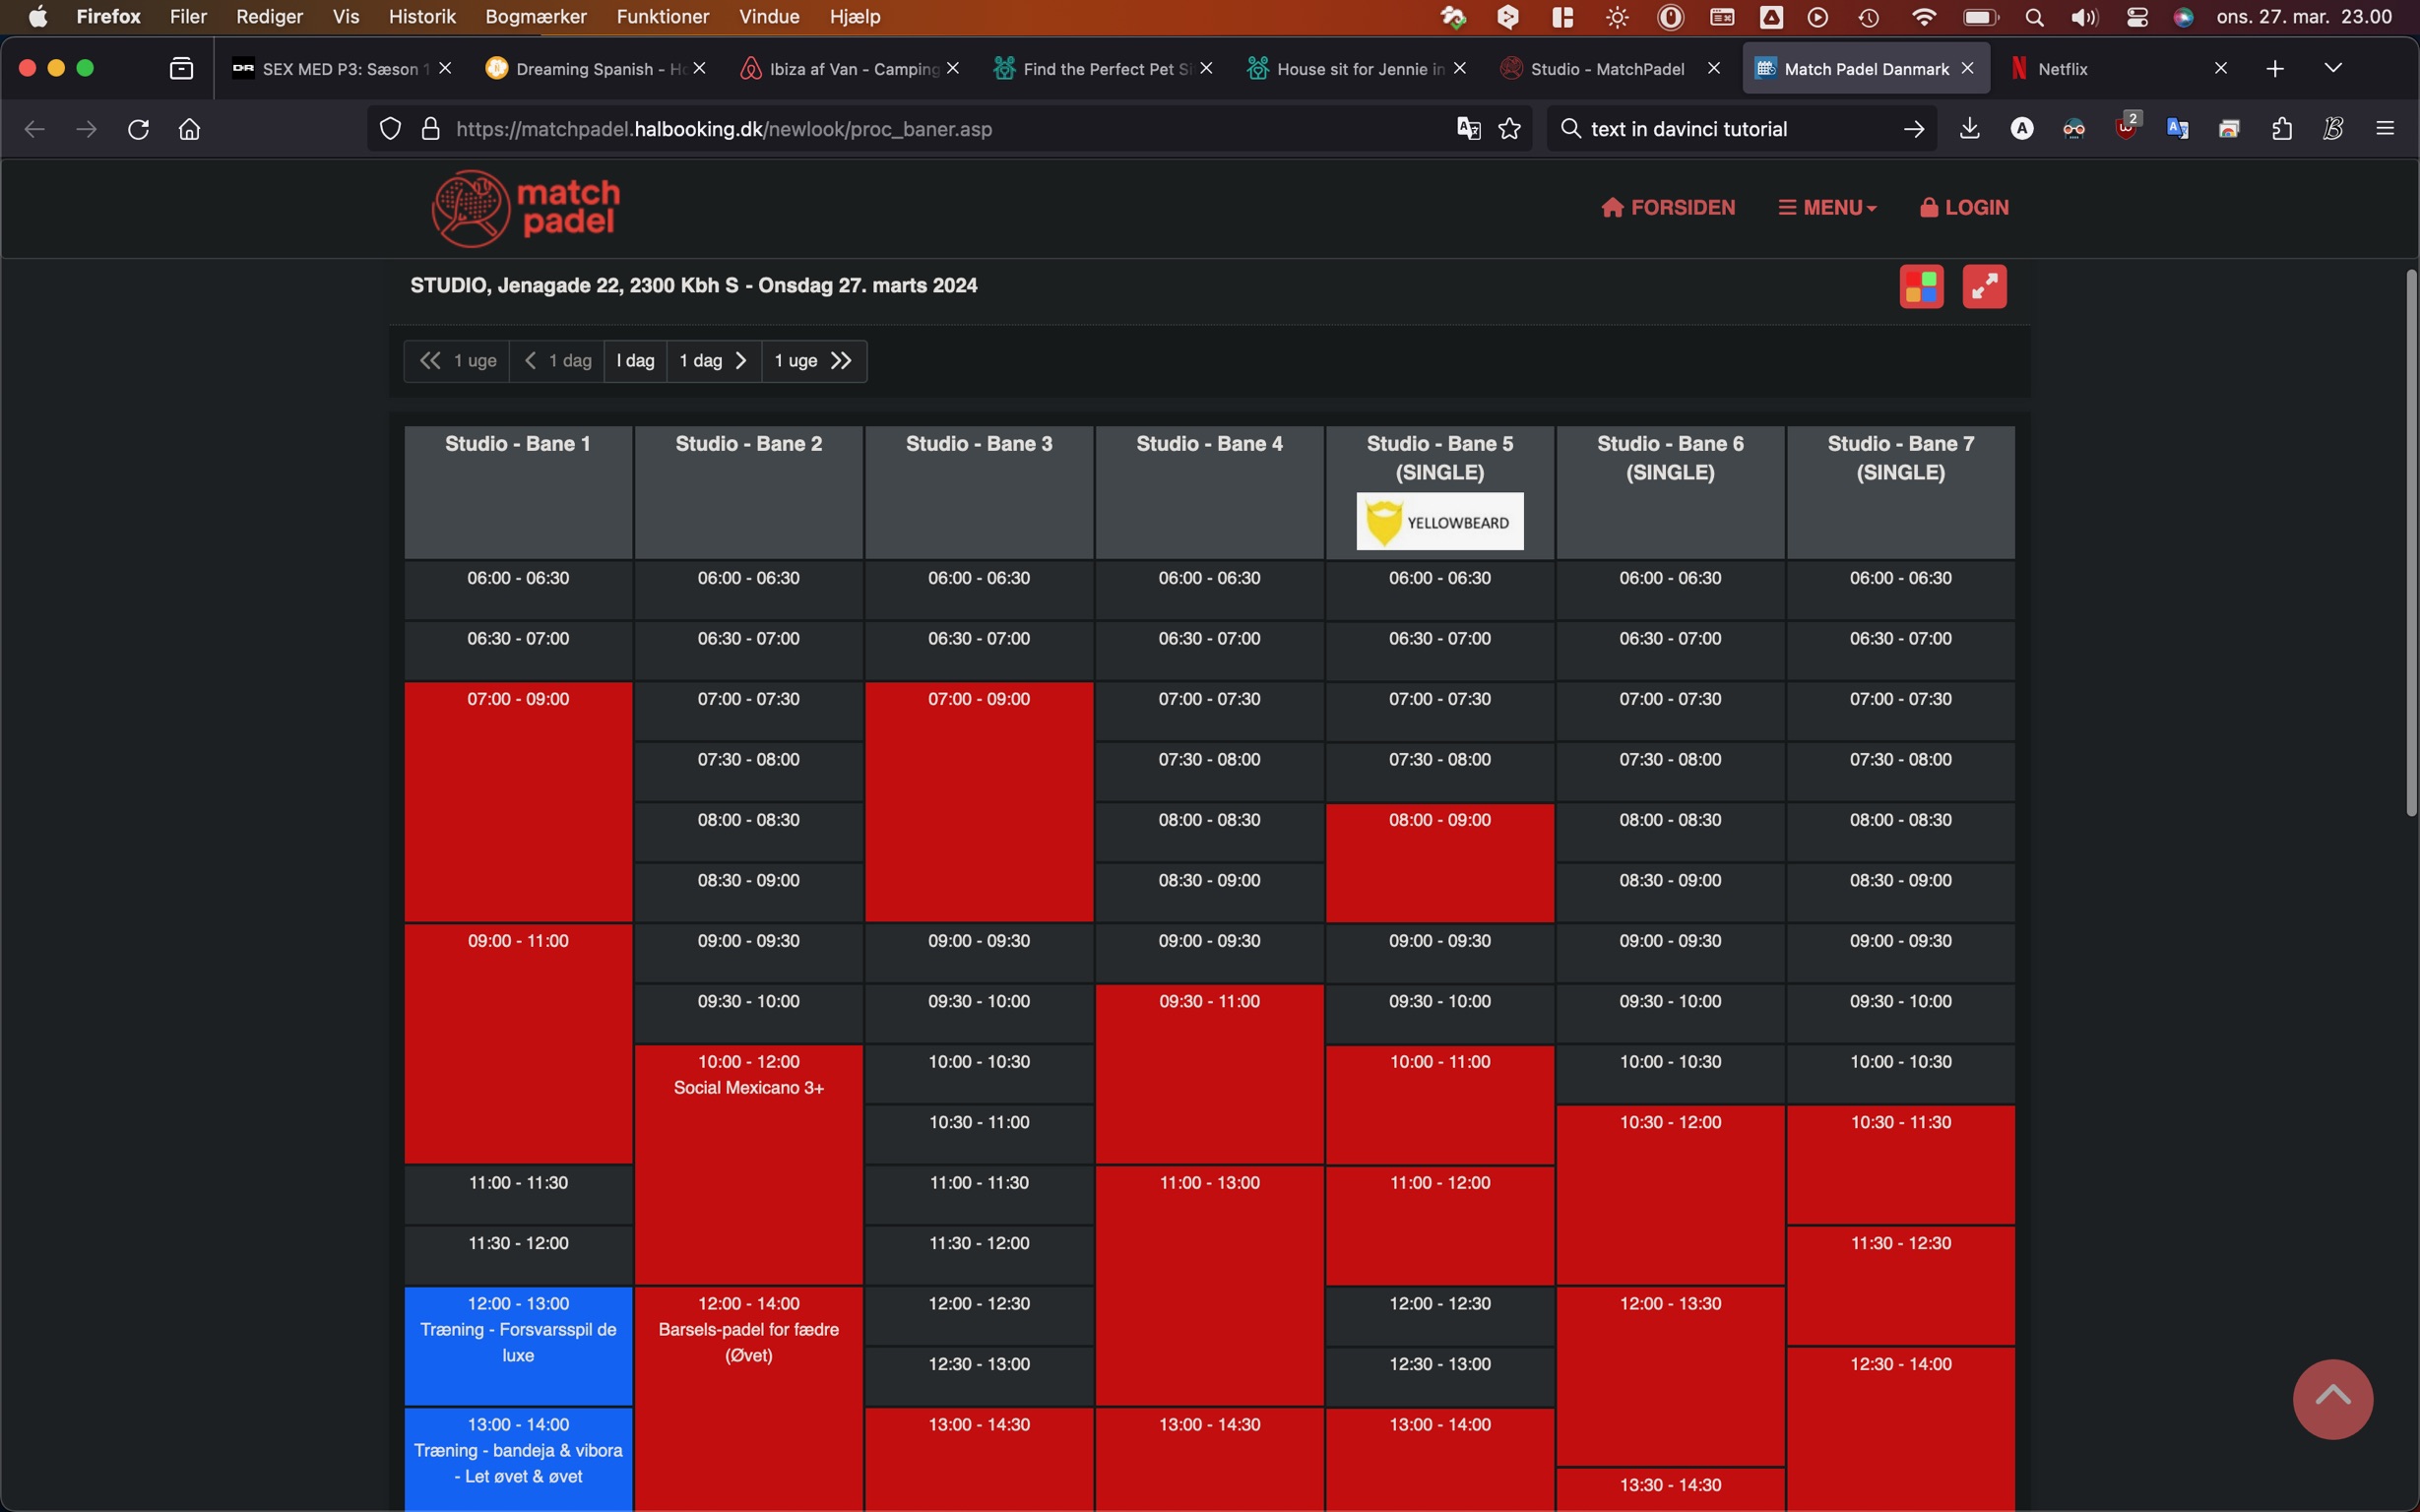 Firefox Filer Rediger Vis Historik Bogmærker Funktioner Vindue Hjælp ons. 27. mar. 23.00
DR SEX MED P3: Sæson 1 Dreaming Spanish - Ho Ibiza af Van - Camping Find the Perfect Pet Si House sit for Jennie in Studio - MatchPadel Match Padel Danmark Netflix
https://matchpadel.halbooking.dk/newlook/proc_baner.asp text in davinci tutorial 2
match
padel
FORSIDEN MENU LOGIN
STUDIO, Jenagade 22, 2300 Kbh S - Onsdag 27. marts 2024
1 uge 1 dag I dag 1 dag 1 uge
Studio - Bane 1 Studio - Bane 2 Studio - Bane 3 Studio - Bane 4 Studio - Bane 5 Studio - Bane 6 Studio - Bane 7
(SINGLE) (SINGLE) (SINGLE)
YELLOWBEARD
06:00 - 06:30 06:00 - 06:30 06:00 - 06:30 06:00 - 06:30 06:00 - 06:30 06:00 - 06:30 06:00 - 06:30
06:30 - 07:00 06:30 - 07:00 06:30 - 07:00 06:30 - 07:00 06:30 - 07:00 06:30 - 07:00 06:30 - 07:00
07:00 - 09:00 07:00 - 07:30 07:00 - 09:00 07:00 - 07:30 07:00 - 07:30 07:00 - 07:30 07:00 - 07:30
07:30 - 08:00 07:30 - 08:00 07:30 - 08:00 07:30 - 08:00 07:30 - 08:00
08:00 - 08:30 08:00 - 08:30 08:00 - 09:00 08:00 - 08:30 08:00 - 08:30
08:30 - 09:00 08:30 - 09:00 08:30 - 09:00 08:30 - 09:00
09:00 - 11:00 09:00 - 09:30 09:00 - 09:30 09:00 - 09:30 09:00 - 09:30 09:00 - 09:30 09:00 - 09:30
09:30 - 10:00 09:30 - 10:00 09:30 - 11:00 09:30 - 10:00 09:30 - 10:00 09:30 - 10:00
10:00 - 12:00 10:00 - 10:30 10:00 - 11:00 10:00 - 10:30 10:00 - 10:30
Social Mexicano 3+
10:30 - 11:00 10:30 - 12:00 10:30 - 11:30
11:00 - 11:30 11:00 - 11:30 11:00 - 13:00 11:00 - 12:00
11:30 - 12:00 11:30 - 12:00 11:30 - 12:30
12:00 - 13:00 12:00 - 14:00 12:00 - 12:30 12:00 - 12:30 12:00 - 13:30
Træning - Forsvarsspil de Barsels-padel for fædre
luxe (Øvet)
12:30 - 13:00 12:30 - 13:00 12:30 - 14:00
13:00 - 14:00 13:00 - 14:30 13:00 - 14:30 13:00 - 14:00
Træning - bandeja & vibora
- Let øvet & øvet
13:30 - 14:30